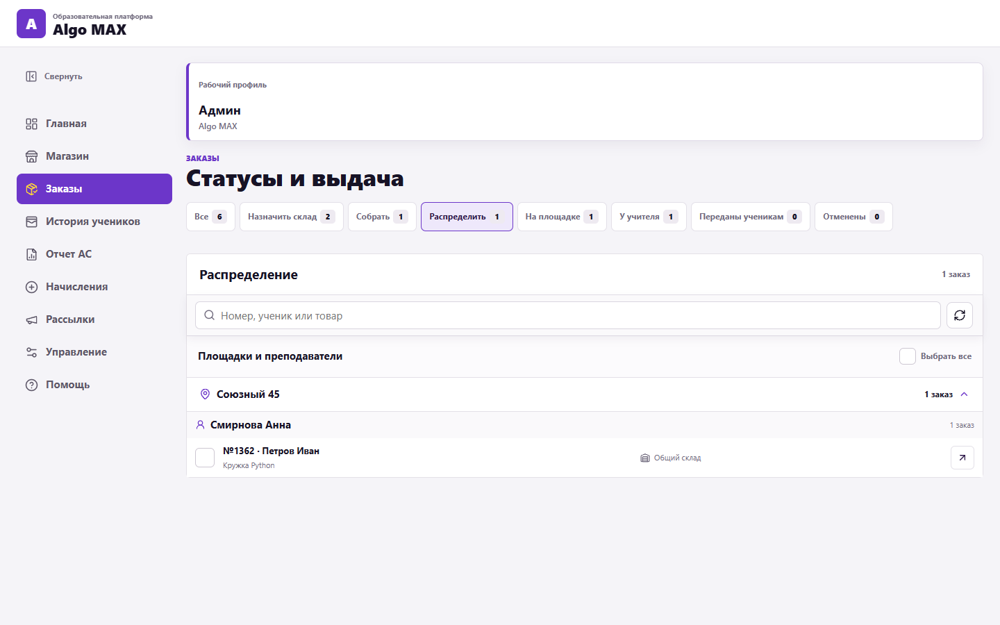 A
Образовательная платформа
Algo MAX
Свернуть
Главная
Магазин
Заказы
История учеников
Отчет АС
Начисления
Рассылки
Управление
Помощь
Рабочий профиль
Админ
Algo MAX
ЗАКАЗЫ
Статусы и выдача
Все 6
Назначить склад 2
Собрать 1
Распределить 1
На площадке 1
У учителя 1
Переданы ученикам 0
Отменены 0
Распределение
1 заказ
Номер, ученик или товар
Площадки и преподаватели
Выбрать все
Союзный 45
1 заказ
Смирнова Анна
1 заказ
№1362 · Петров Иван
Кружка Python
Общий склад